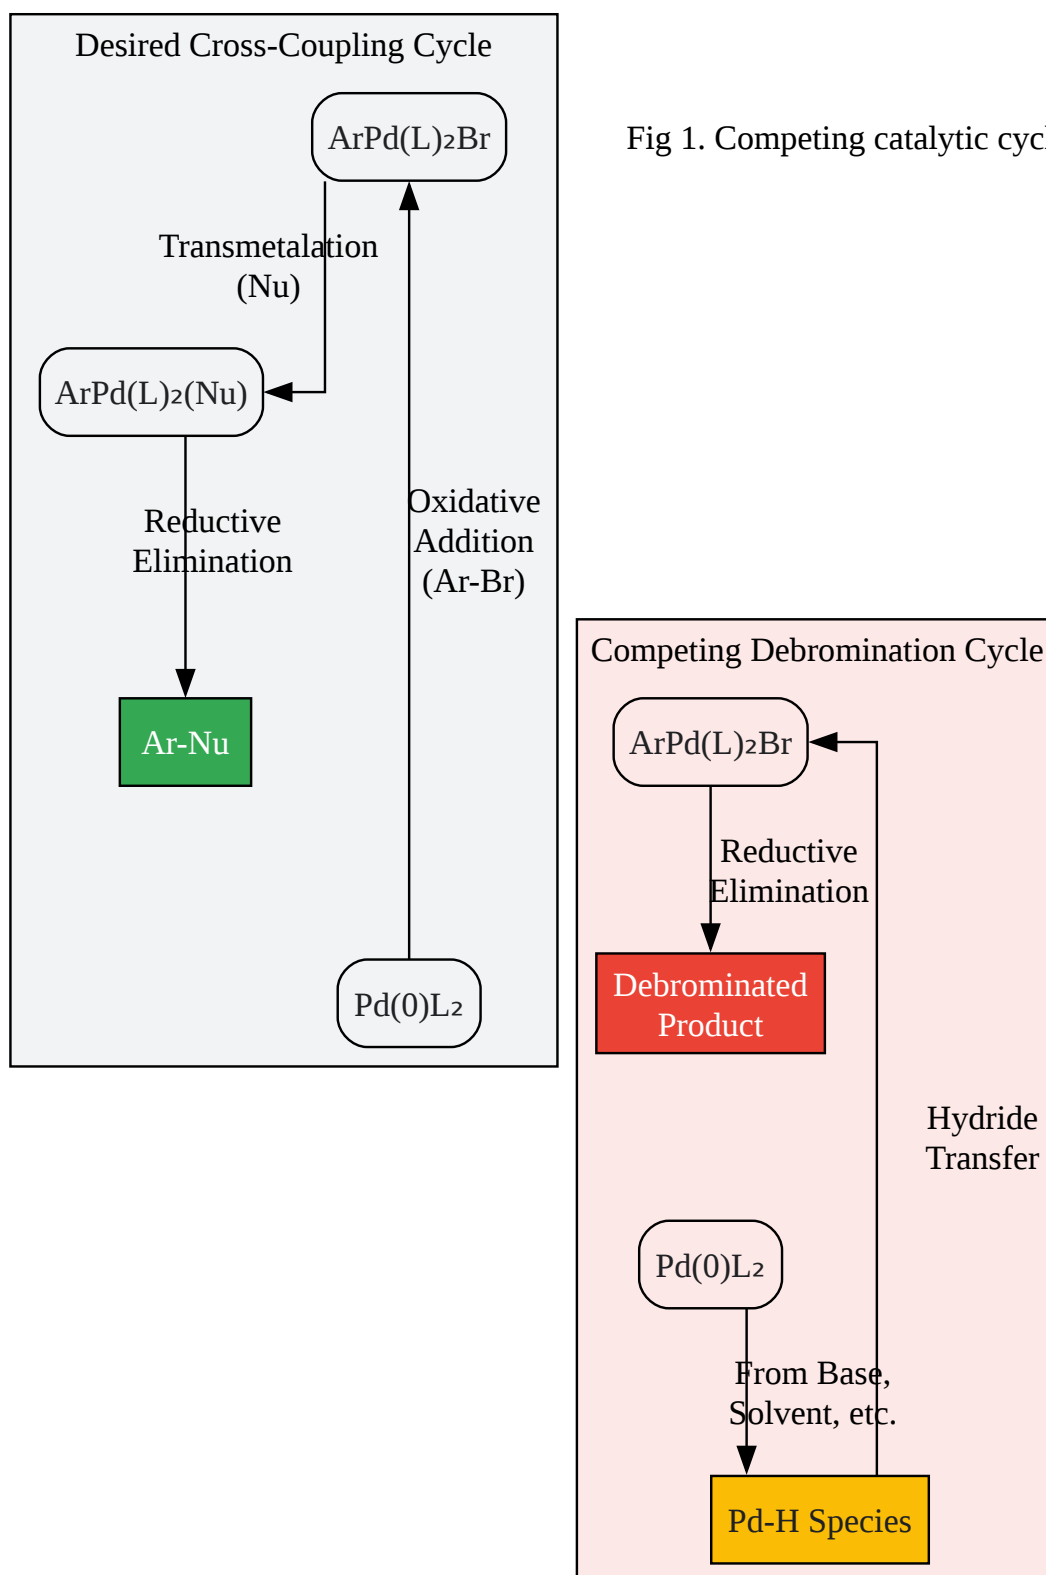 Desired Cross-Coupling Cycle
ArPd(L)₂Br
Fig 1. Competing catalytic
Transmetalation
(Nu)
ArPd(L)₂(Nu)
Oxidative
Addition
(Ar-Br)
Reductive
Elimination
Ar-Nu
Pd(0)L₂
Competing Debromination Cycle
ArPd(L)₂Br
Reductive
Elimination
Debrominated
Product
Hydride
Transfer
Pd(0)L₂
From Base,
Solvent, etc.
Pd-H Species